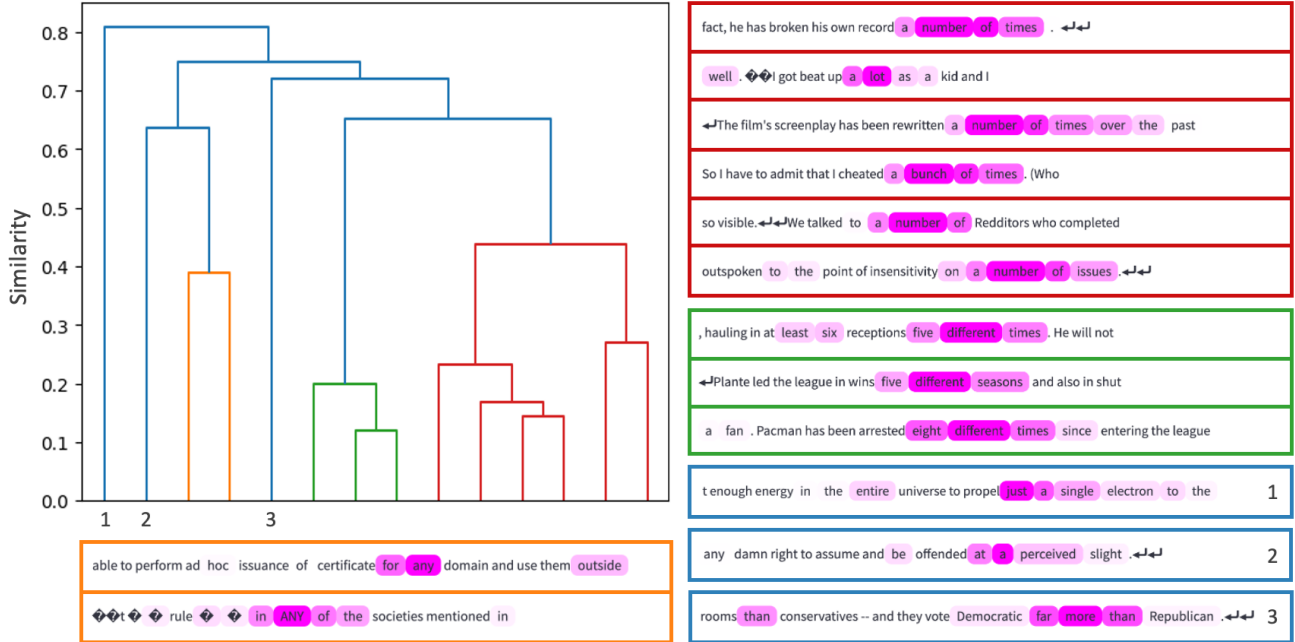 0.8
0.7
0.6
0.5
0.4
0.3
0.2
0.1
0.0
Similarity
1 2 3
able to perform ad hoc issuance of certificate for any domain and use them outside
��t � � rule � � in ANY of the societies mentioned in
fact, he has broken his own record a number of times . ↵↵
well . ��I got beat up a lot as a kid and I
↵The film's screenplay has been rewritten a number of times over the past
So I have to admit that I cheated a bunch of times. (Who
so visible.↵↵We talked to a number of Redditors who completed
outspoken to the point of insensitivity on a number of issues.↵↵
, hauling in at least six receptions five different times. He will not
↵Plante led the league in wins five different seasons and also in shut
a fan . Pacman has been arrested eight different times since entering the league
t enough energy in the entire universe to propel just a single electron to the 1
any damn right to assume and be offended at a perceived slight .↵↵ 2
rooms than conservatives -- and they vote Democratic far more than Republican .↵↵ 3